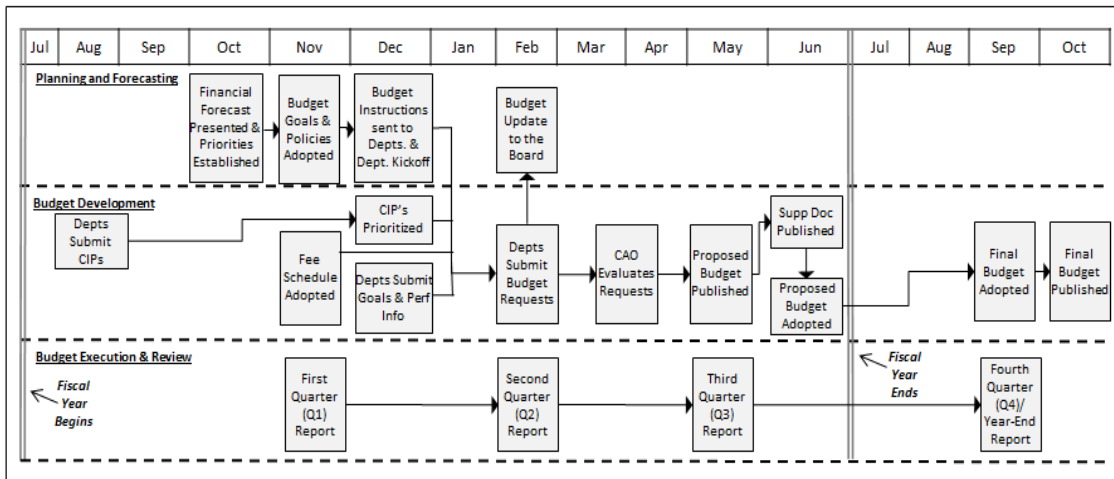 Jul Aug Sep Oct Nov Dec Jan Feb Mar Apr May Jun Jul Aug Sep Oct
Planning and Forecasting
Financial
Forecast
Presented &
Priorities
Established
Budget
Goals &
Policies
Adopted
Budget
Instructions
sent to
Depts. &
Dept. Kickoff
Budget
Update
to the
Board
Budget Development
Depts
Submit
CIPs
CIP's
Prioritized
Fee
Schedule
Adopted
Depts Submit
Goals & Perf
Info
Depts
Submit
Budget
Requests
CAO
Evaluates
Requests
Proposed
Budget
Published
Supp Doc
Published
Proposed
Budget
Adopted
Final
Budget
Adopted
Final
Budget
Published
Budget Execution & Review
Fiscal
Year
Begins
First
Quarter
(Q1)
Report
Second
Quarter
(Q2)
Report
Third
Quarter
(Q3)
Report
Fiscal
Year
Ends
Fourth
Quarter
(Q4)/
Year-End
Report